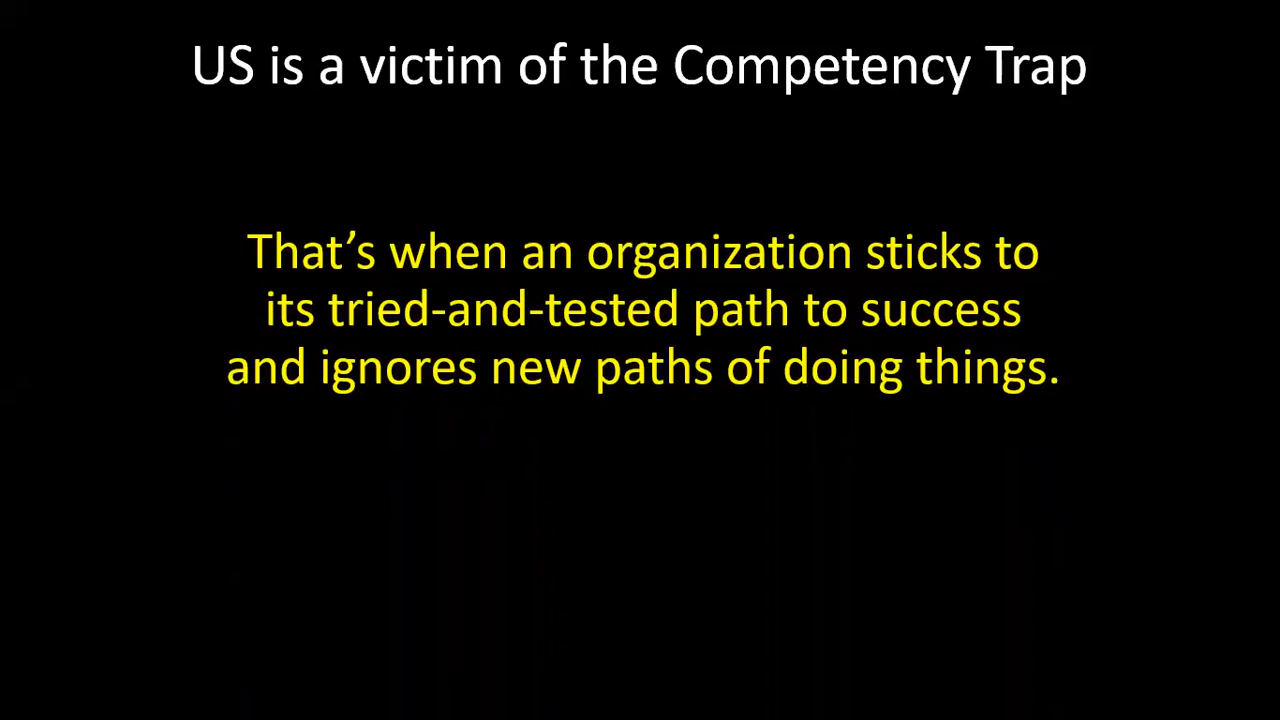 US is a victim of the Competency Trap
That’s when an organization sticks to
its tried-and-tested path to success
and ignores new paths of doing things.